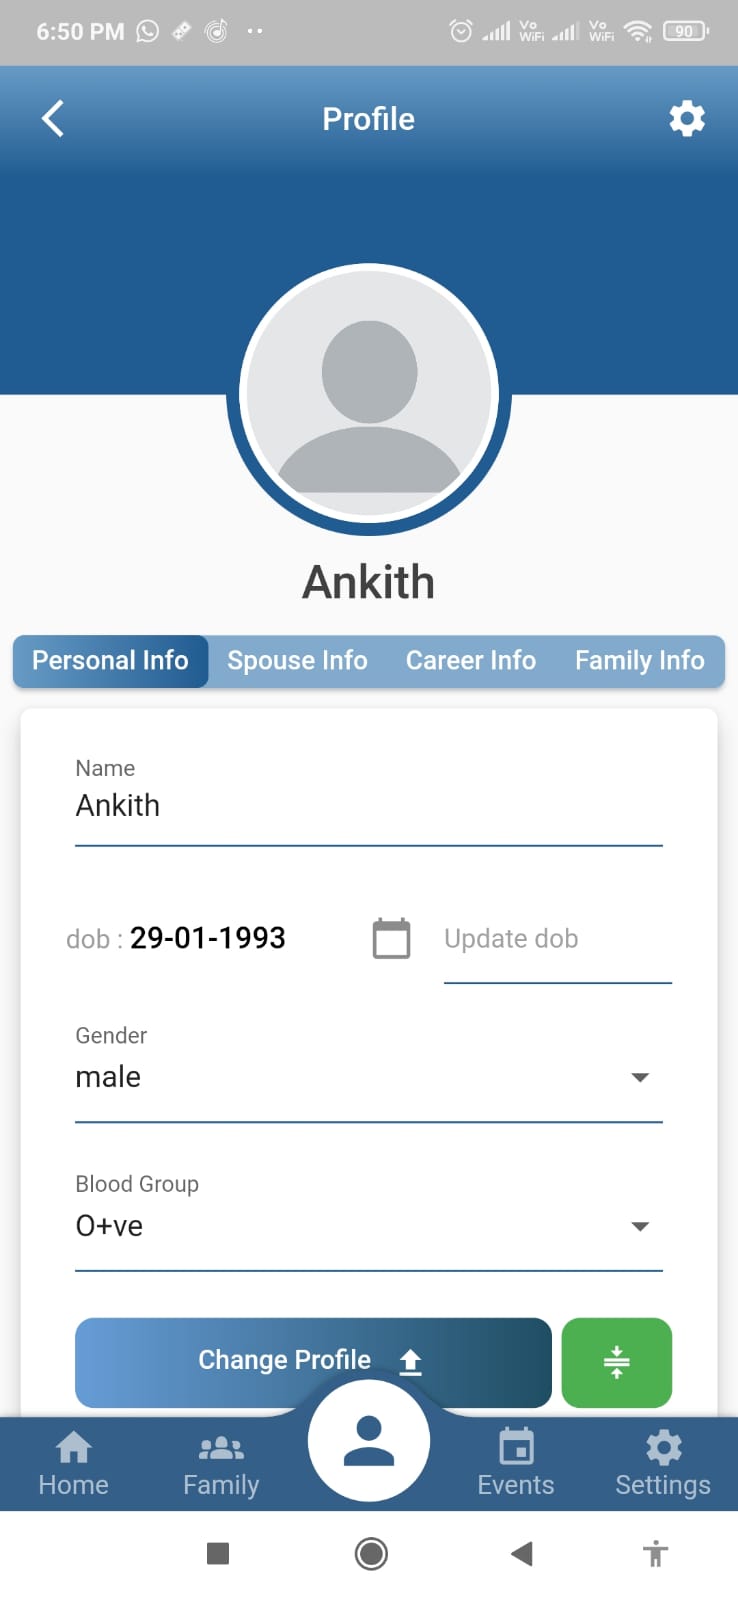 6:50 PM
Vo WiFi Vo WiFi 90
Profile
Ankith
Personal Info Spouse Info Career Info Family Info
Name
Ankith
dob : 29-01-1993 Update dob
Gender
male
Blood Group
O+ve
Change Profile
Home Family Events Settings